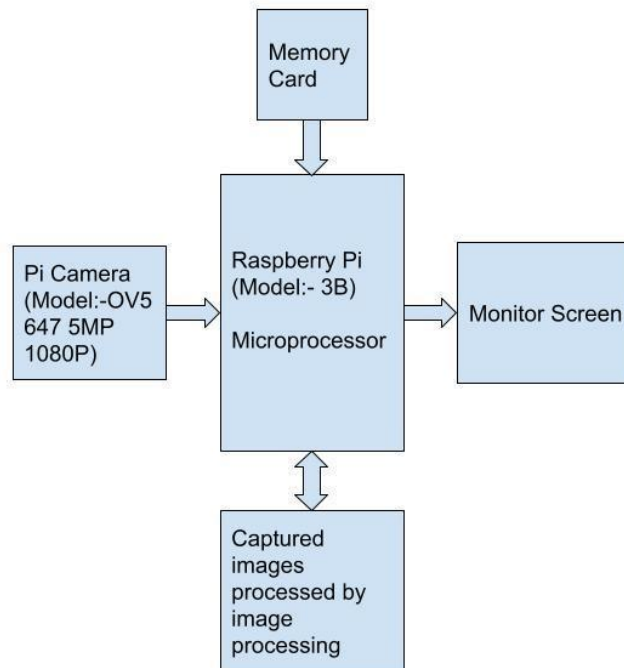 Memory
Card
Pi Camera
(Model:-OV5
647 5MP
1080P)
Raspberry Pi
(Model:- 3B)
Microprocessor
Monitor Screen
Captured
images
processed by
image
processing